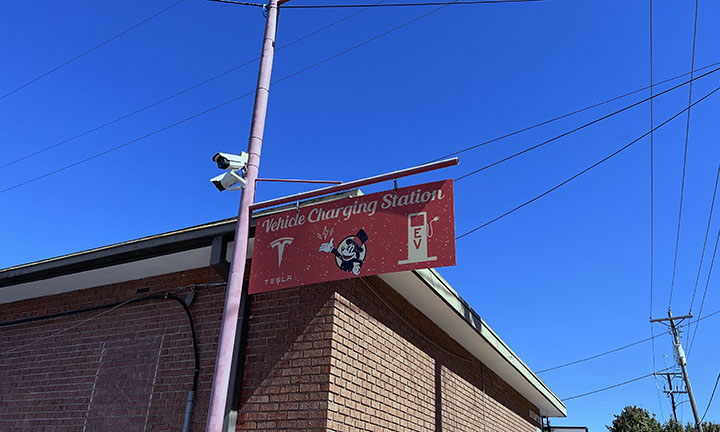 Vehicle Charging Station
TESLA
EV